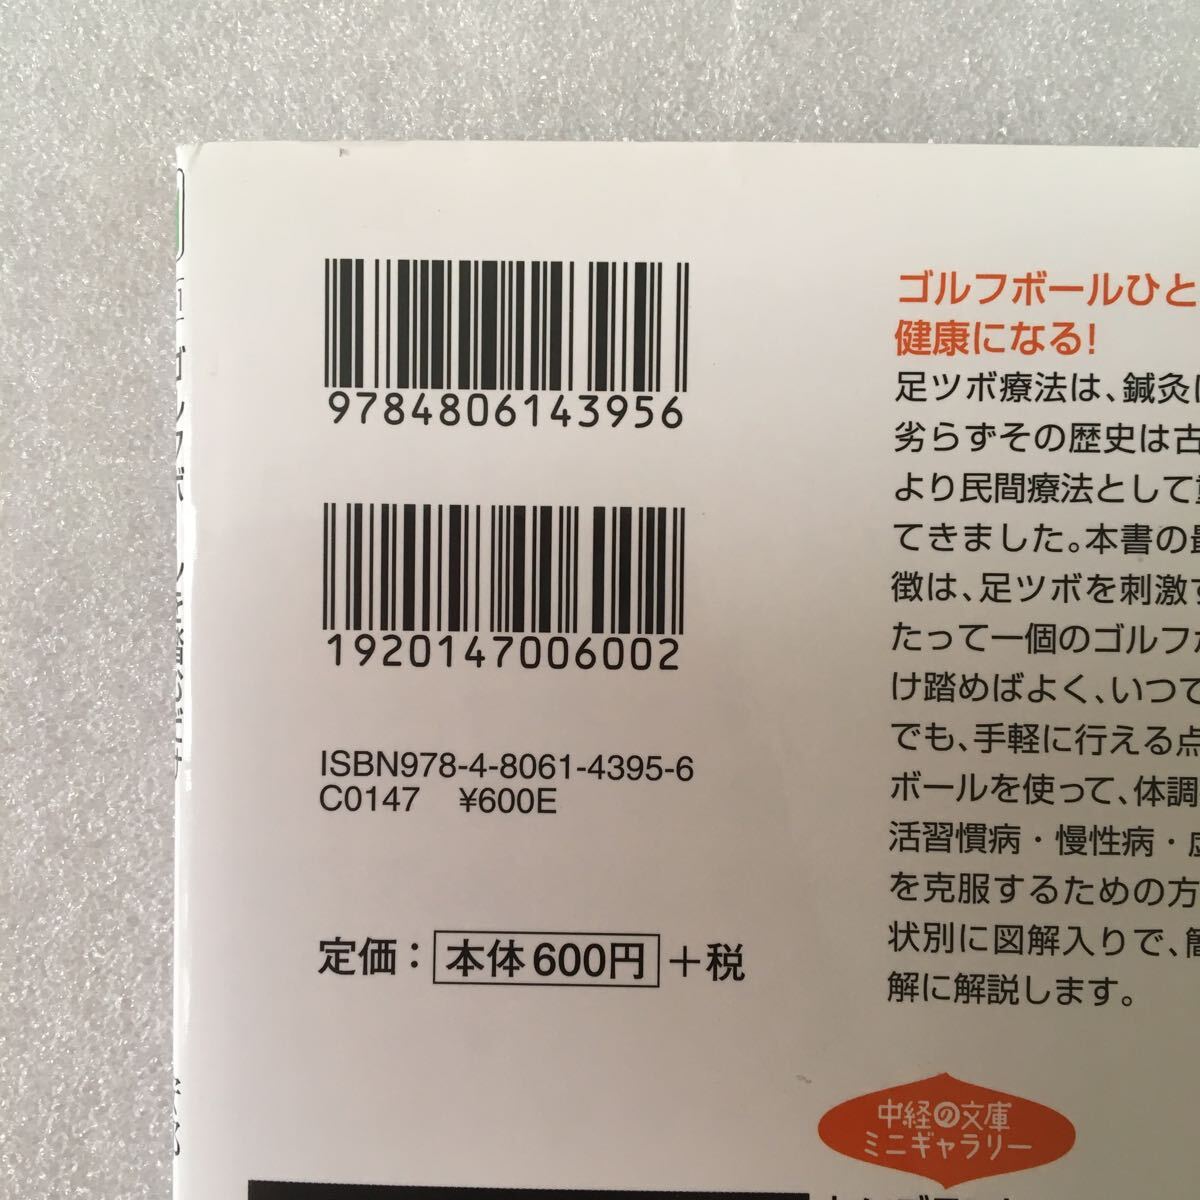 9784806143956
1920147006002
ISBN978-4-8061-4395-6
C0147 ¥600E
定価：本体600円＋税
ゴルフボールひと
健康になる！
足ツボ療法は、鍼灸に
劣らずその歴史は古
より民間療法として
てきました。本書の最
徴は、足ツボを刺激す
たって一個のゴルフ
け踏めばよく、いつで
でも、手軽に行える点
ボールを使って、体調
活習慣病・慢性病・虚
を克服するための方
状別に図解入りで、簡
解に解説します。
中経の文庫
ミニギャラリー